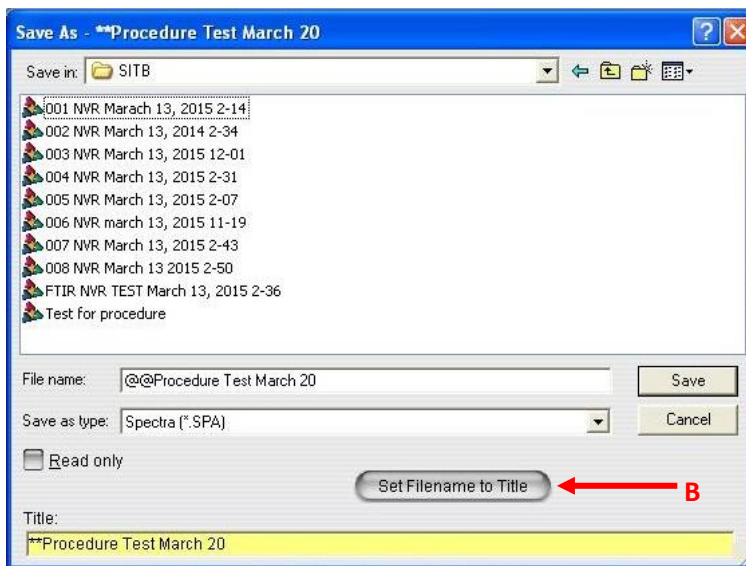 Save As - **Procedure Test March 20
Save in: SITB
001 NVR Marach 13, 2015 2-14
002 NVR March 13, 2014 2-34
003 NVR March 13, 2015 12-01
004 NVR March 13, 2015 2-31
005 NVR March 13, 2015 2-07
006 NVR march 13, 2015 11-19
007 NVR March 13, 2015 2-43
008 NVR March 13 2015 2-50
FTIR NVR TEST March 13, 2015 2-36
Test for procedure
File name: @@Procedure Test March 20 Save
Save as type: Spectra (*.SPA) Cancel
Read only
Set Filename to Title B
Title:
**Procedure Test March 20